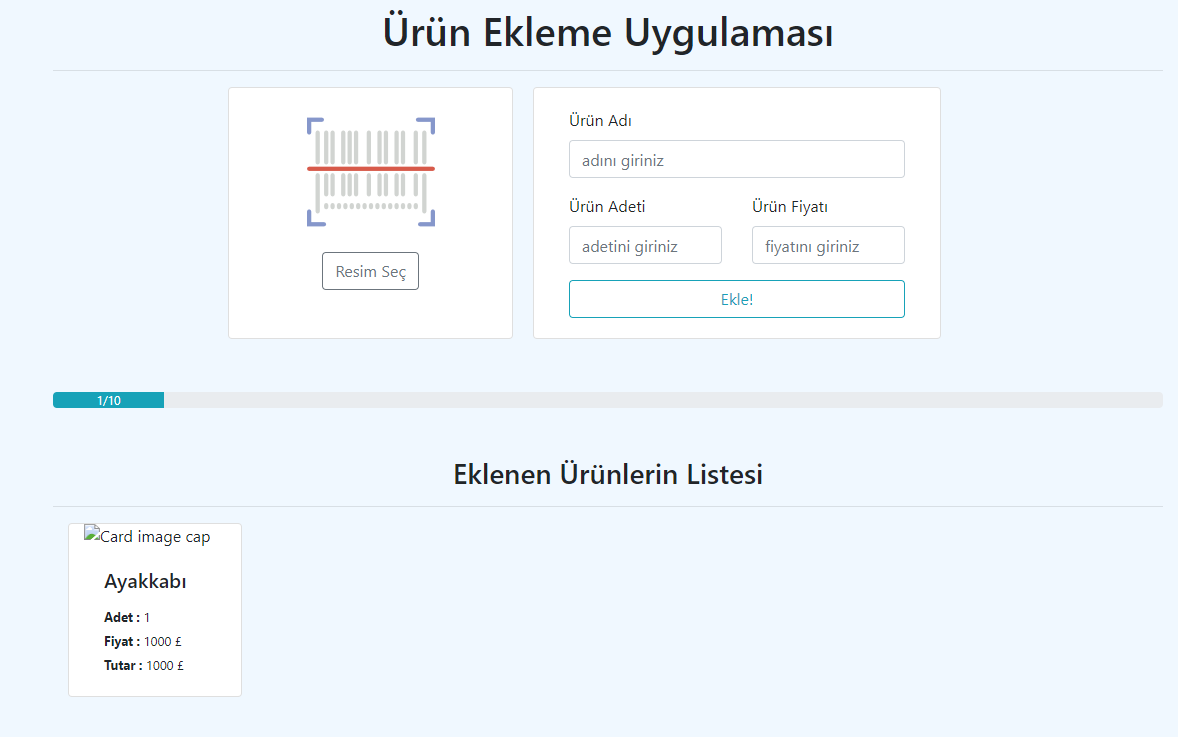 Ürün Ekleme Uygulaması
Resim Seç
Ürün Adı
adını giriniz
Ürün Adeti
Ürün Fiyatı
adetini giriniz
fiyatını giriniz
Ekle!
1/10
Eklenen Ürünlerin Listesi
Card image cap
Ayakkabı
Adet : 1
Fiyat : 1000 £
Tutar : 1000 £